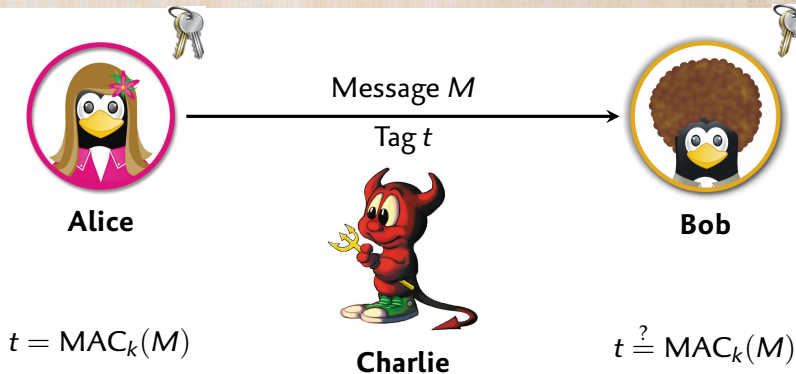 Message M
Tag t
Alice
Bob
t = MAC_k(M)
Charlie
t ≟ MAC_k(M)